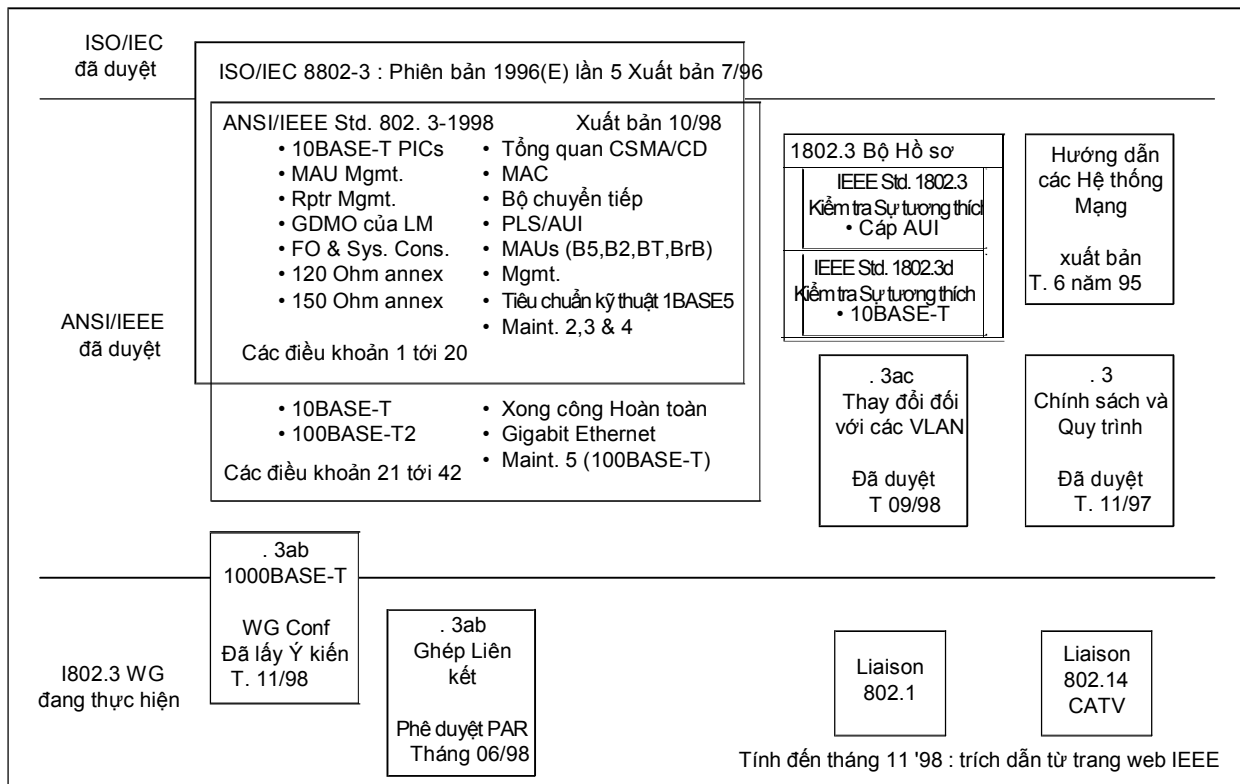 ISO/IEC
đã duyệt
ISO/IEC 8802-3 : Phiên bản 1996(E) lần 5 Xuất bản 7/96
ANSI/IEEE Std. 802. 3-1998 Xuất bản 10/98
• 10BASE-T PICs
• MAU Mgmt.
• Rptr Mgmt.
• GDMO của LM
• FO & Sys. Cons.
• 120 Ohm annex
• 150 Ohm annex
• Tổng quan CSMA/CD
• MAC
• Bộ chuyển tiếp
• PLS/AUI
• MAUs (B5,B2,BT,BrB)
• Mgmt.
• Tiêu chuẩn kỹ thuật 1BASE5
• Maint. 2,3 & 4
Các điều khoản 1 tới 20
• 10BASE-T
• 100BASE-T2
• Xong công Hoàn toàn
• Gigabit Ethernet
• Maint. 5 (100BASE-T)
Các điều khoản 21 tới 42
ANSI/IEEE
đã duyệt
1802.3 Bộ Hồ sơ
IEEE Std. 1802.3
Kiểm tra Sự tương thích
• Cáp AUI
IEEE Std. 1802.3d
Kiểm tra Sự tương thích
• 10BASE-T
Hướng dẫn
các Hệ thống
Mạng
xuất bản
T. 6 năm 95
. 3ac
Thay đổi đối
với các VLAN
Đã duyệt
T 09/98
. 3
Chính sách và
Quy trình
Đã duyệt
T. 11/97
. 3ab
1000BASE-T
WG Conf
Đã lấy Ý kiến
T. 11/98
I802.3 WG
đang thực hiện
. 3ab
Ghép Liên
kết
Phê duyệt PAR
Tháng 06/98
Liaison
802.1
Liaison
802.14
CATV
Tính đến tháng 11 '98 : trích dẫn từ trang web IEEE